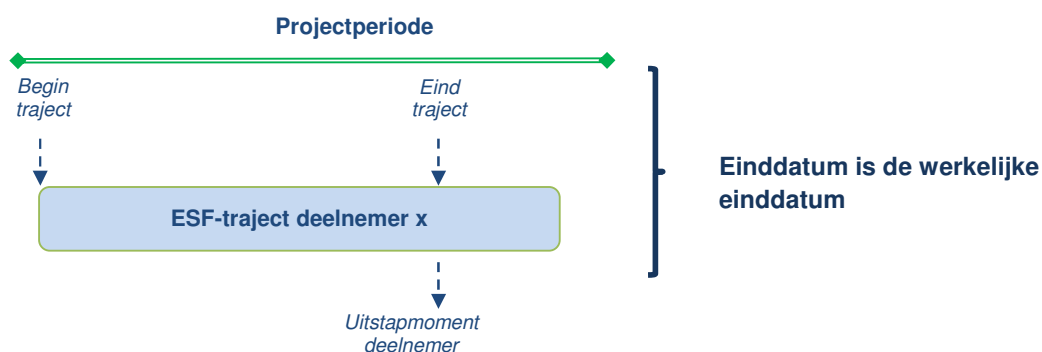 Projectperiode
Begin
traject
Eind
traject
ESF-traject deelnemer x
Einddatum is de werkelijke
einddatum
Uitstapmoment
deelnemer